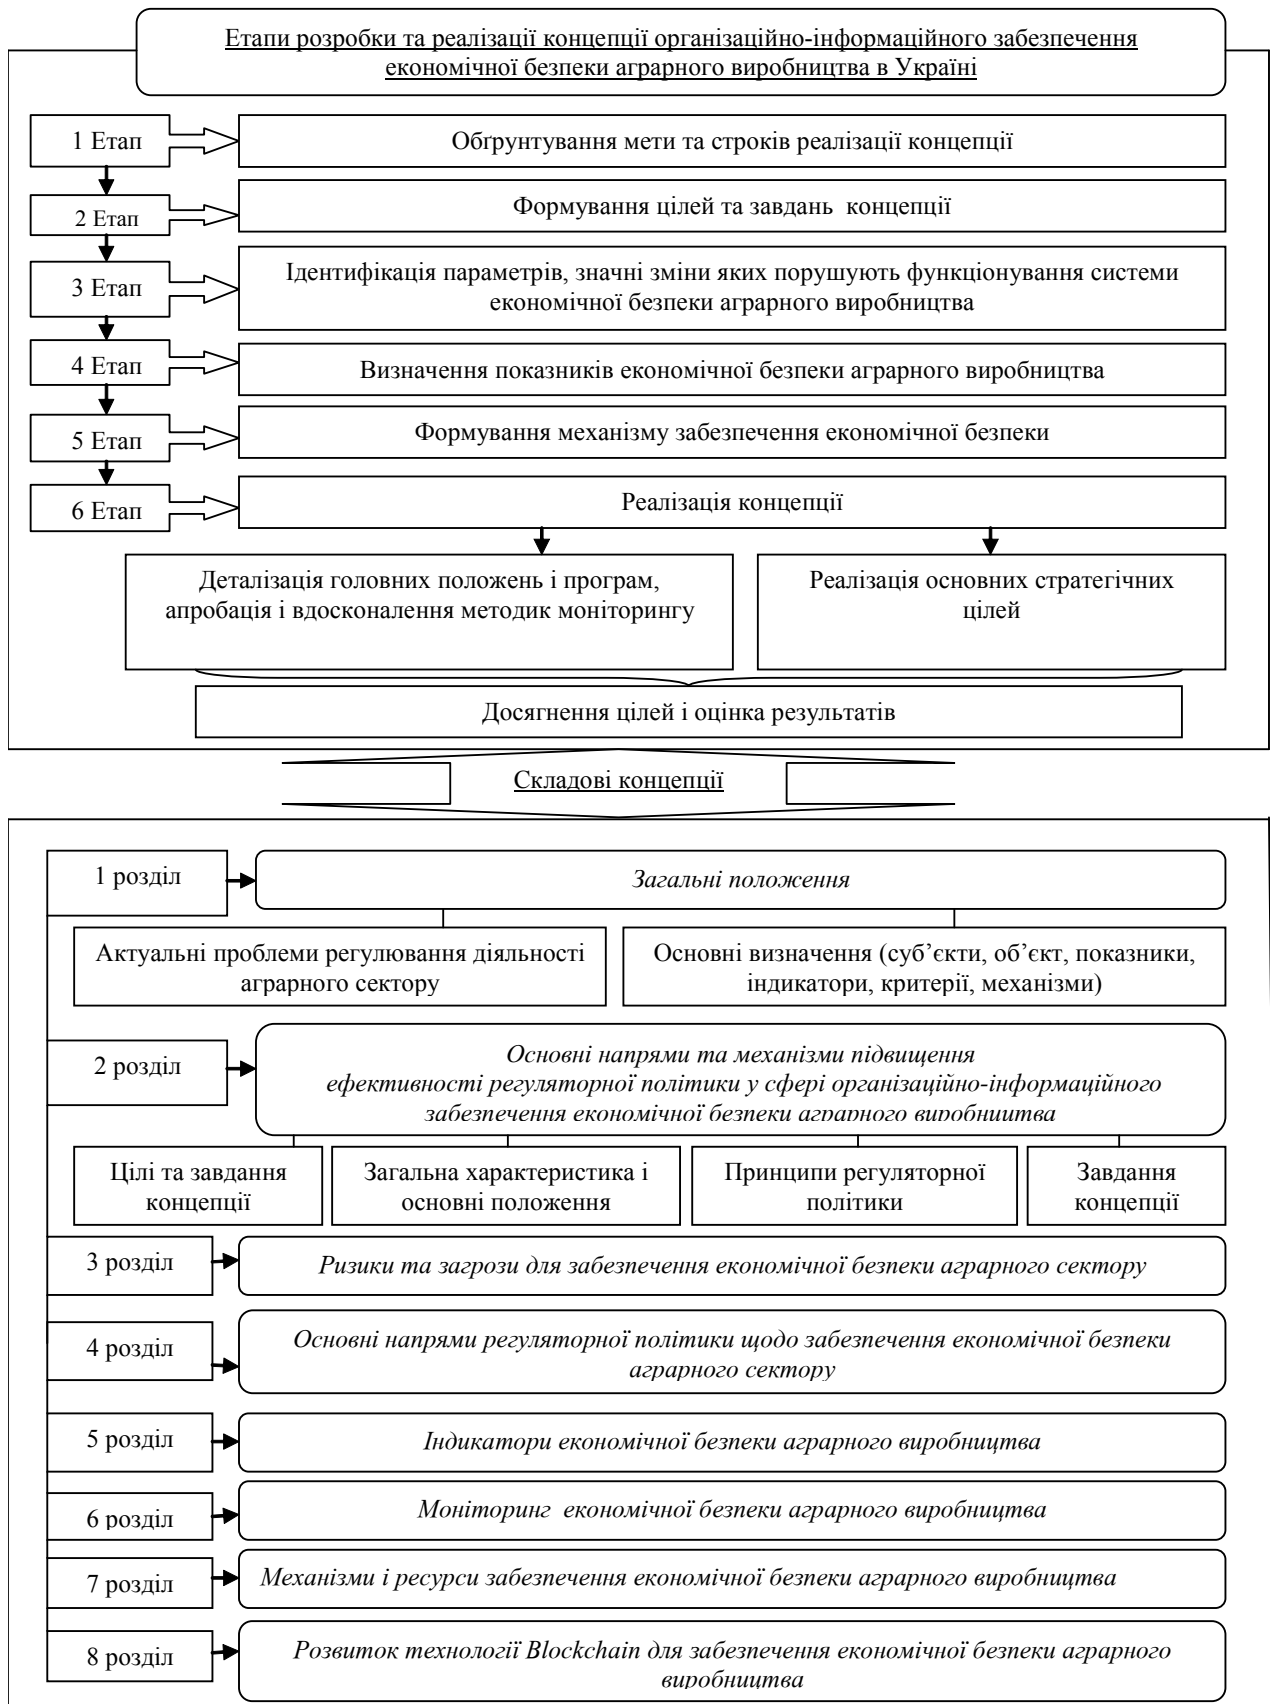 Етапи розробки та реалізації концепції організаційно-інформаційного забезпечення
економічної безпеки аграрного виробництва в Україні
1 Етап
Обґрунтування мети та строків реалізації концепції
2 Етап
Формування цілей та завдань концепції
3 Етап
Ідентифікація параметрів, значні зміни яких порушують функціонування системи
економічної безпеки аграрного виробництва
4 Етап
Визначення показників економічної безпеки аграрного виробництва
5 Етап
Формування механізму забезпечення економічної безпеки
6 Етап
Реалізація концепції
Деталізація головних положень і програм,
апробація і вдосконалення методик моніторингу
Реалізація основних стратегічних
цілей
Досягнення цілей і оцінка результатів
Складові концепції
1 розділ
Загальні положення
Актуальні проблеми регулювання діяльності
аграрного сектору
Основні визначення (суб’єкти, об’єкт, показники,
індикатори, критерії, механізми)
2 розділ
Основні напрями та механізми підвищення
ефективності регуляторної політики у сфері організаційно-інформаційного
забезпечення економічної безпеки аграрного виробництва
Цілі та завдання
концепції
Загальна характеристика і
основні положення
Принципи регуляторної
політики
Завдання
концепції
3 розділ
Ризики та загрози для забезпечення економічної безпеки аграрного сектору
4 розділ
Основні напрями регуляторної політики щодо забезпечення економічної безпеки
аграрного сектору
5 розділ
Індикатори економічної безпеки аграрного виробництва
6 розділ
Моніторинг економічної безпеки аграрного виробництва
7 розділ
Механізми і ресурси забезпечення економічної безпеки аграрного виробництва
8 розділ
Розвиток технології Blockchain для забезпечення економічної безпеки аграрного
виробництва